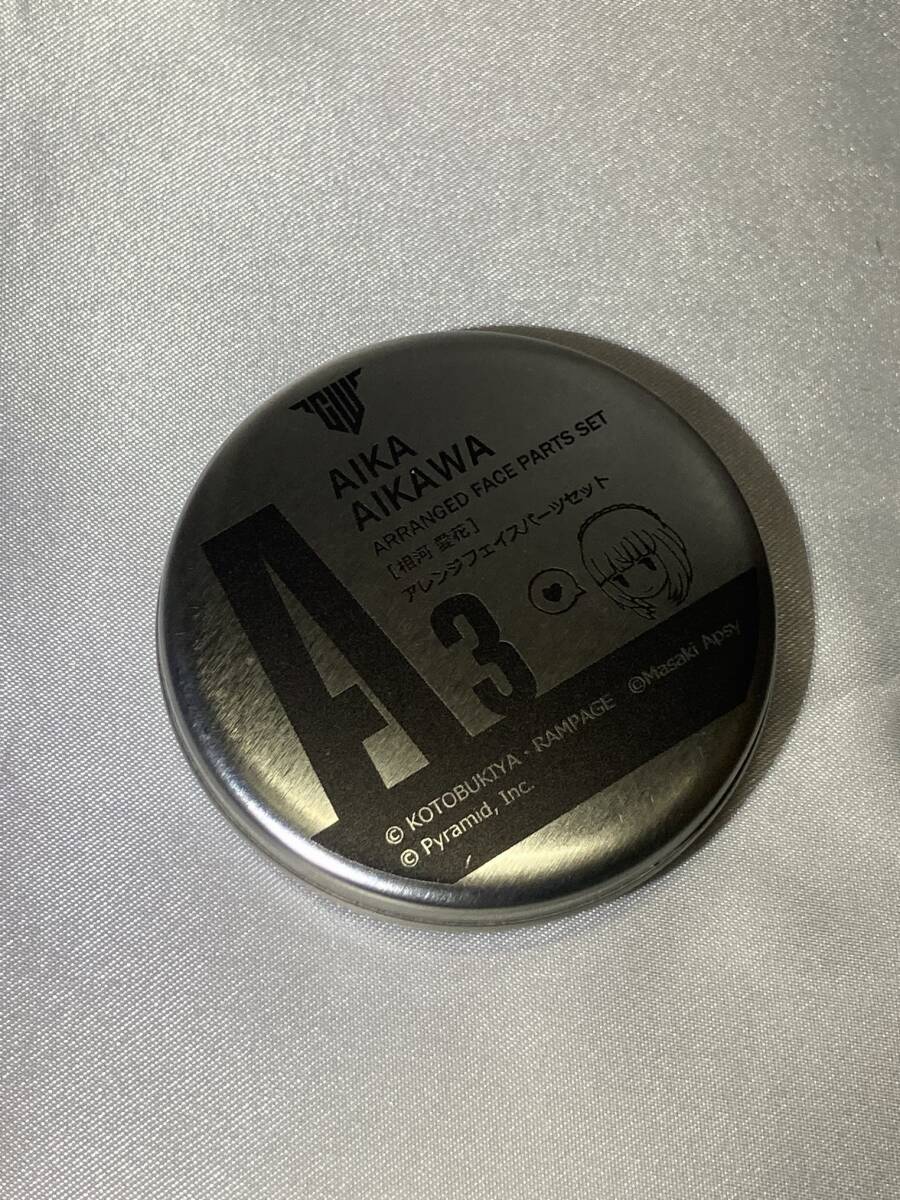 AIKA
AIKAWA
ARRANGED FACE PARTS SET
[相河 愛花]
アレンジフェイスパーツセット
A3
© KOTOBUKIYA・RAMPAGE ©Masaki Apsy
© Pyramid, Inc.